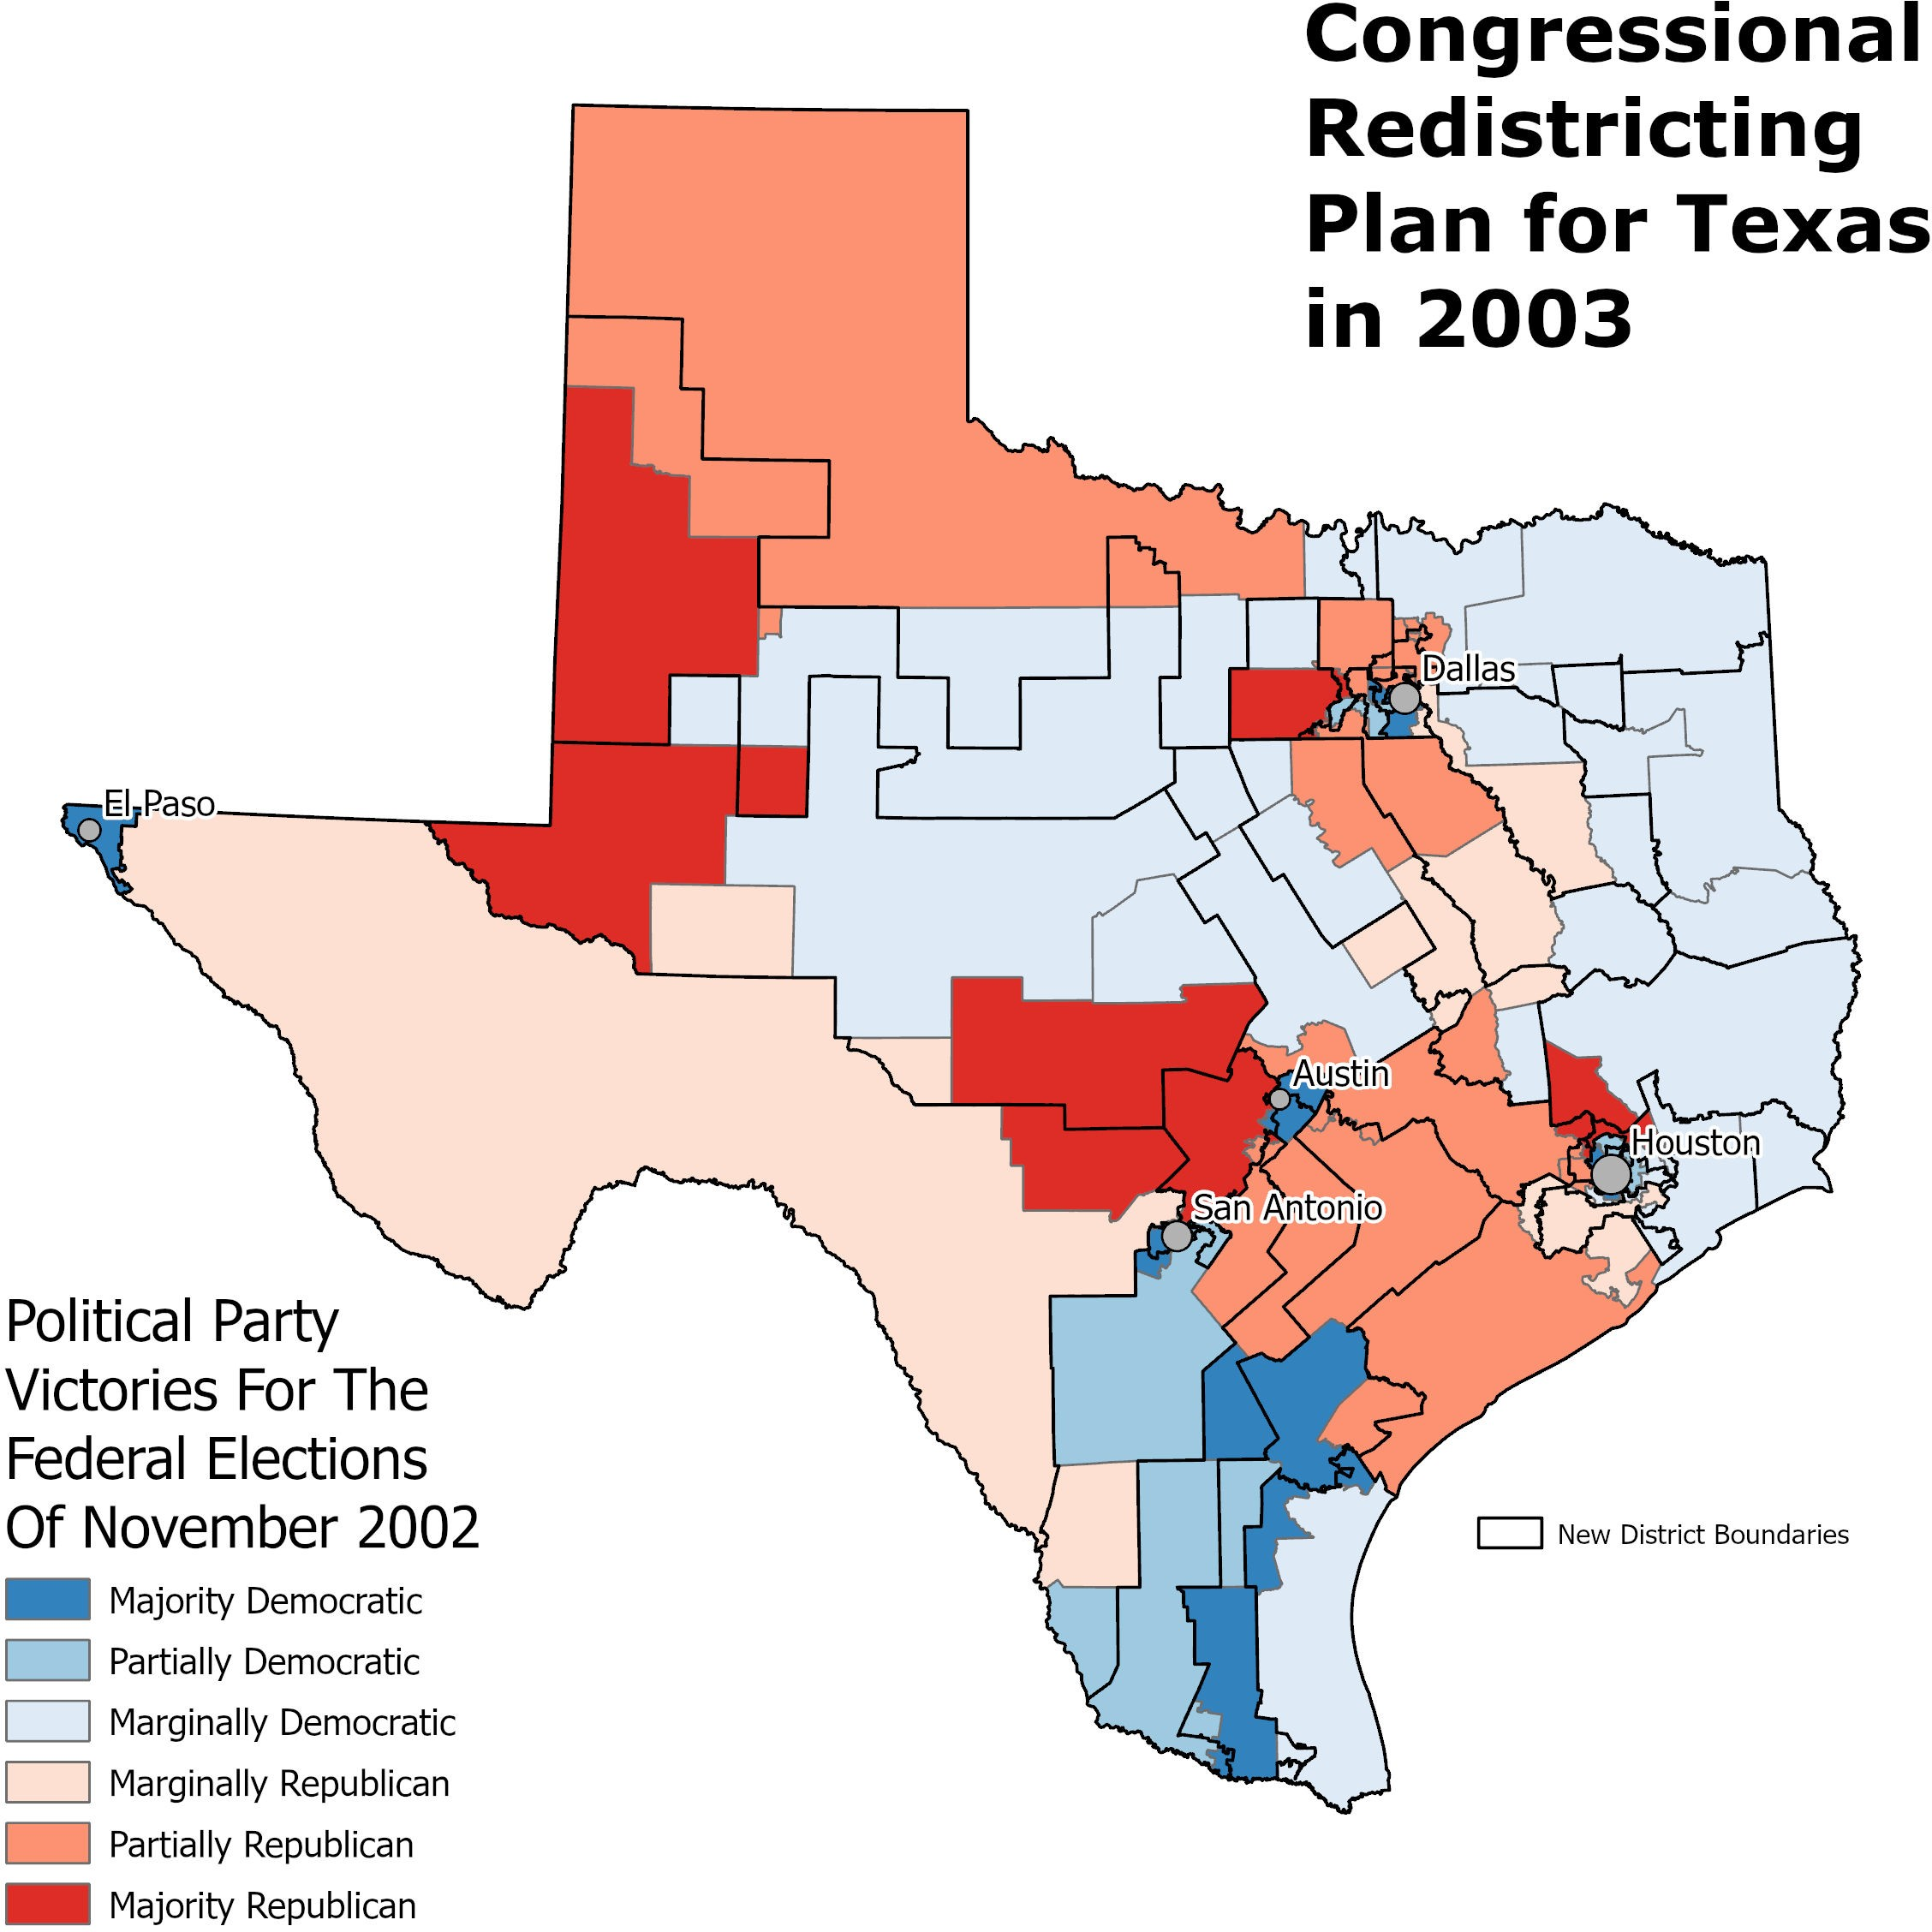 Congressional
Redistricting
Plan for Texas
in 2003
Dallas
El Paso
Austin
Houston
San Antonio
Political Party
Victories For The
Federal Elections
Of November 2002
Majority Democratic
Partially Democratic
Marginally Democratic
Marginally Republican
Partially Republican
Majority Republican
New District Boundaries